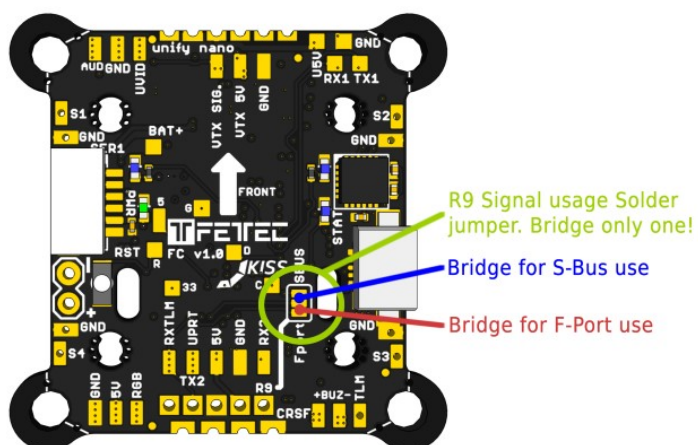 unify nano
AUD
GND
UVID
VTX SIG.
VTX 5V
GND
U5V
GND
RX1 TX1
S1
GND
SER1
BAT+
S2
GND
PWR
FRONT
STAT
R9 Signal usage Solder
jumper. Bridge only one!
5
G
FETEC
FC v1.0
D
KISS
RST
R
SBUS
Bridge for S-Bus use
33
C
-
+
GND
Fport
GND
Bridge for F-Port use
S4
RXTLM
UPRT
5V
GND
RX2
S3
TX2
R9
GND
5V
RGB
CRSF
+BUZ-
TLM